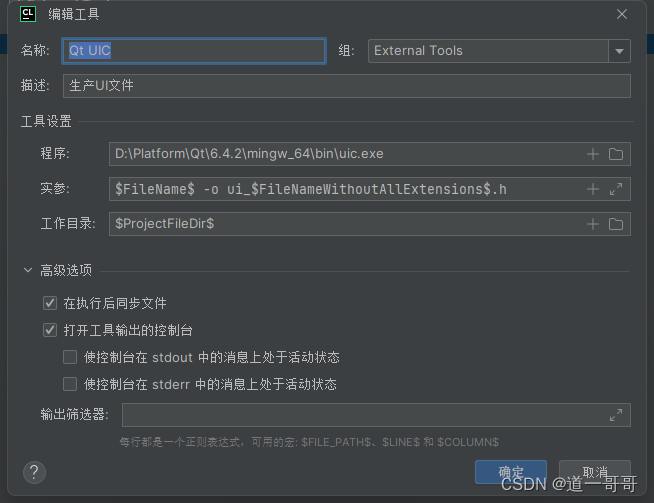 CL 编辑工具
名称: Qt UIC 组: External Tools
描述: 生产UI文件
工具设置
程序: D:\Platform\Qt\6.4.2\mingw_64\bin\uic.exe
实参: $FileName$ -o ui_$FileNameWithoutAllExtensions$.h
工作目录: $ProjectFileDir$
高级选项
在执行后同步文件
打开工具输出的控制台
使控制台在 stdout 中的消息上处于活动状态
使控制台在 stderr 中的消息上处于活动状态
输出筛选器:
每行都是一个正则表达式，可用的宏: $FILE_PATH$、$LINE$ 和 $COLUMN$
? 确定 取消
CSDN @道一哥哥